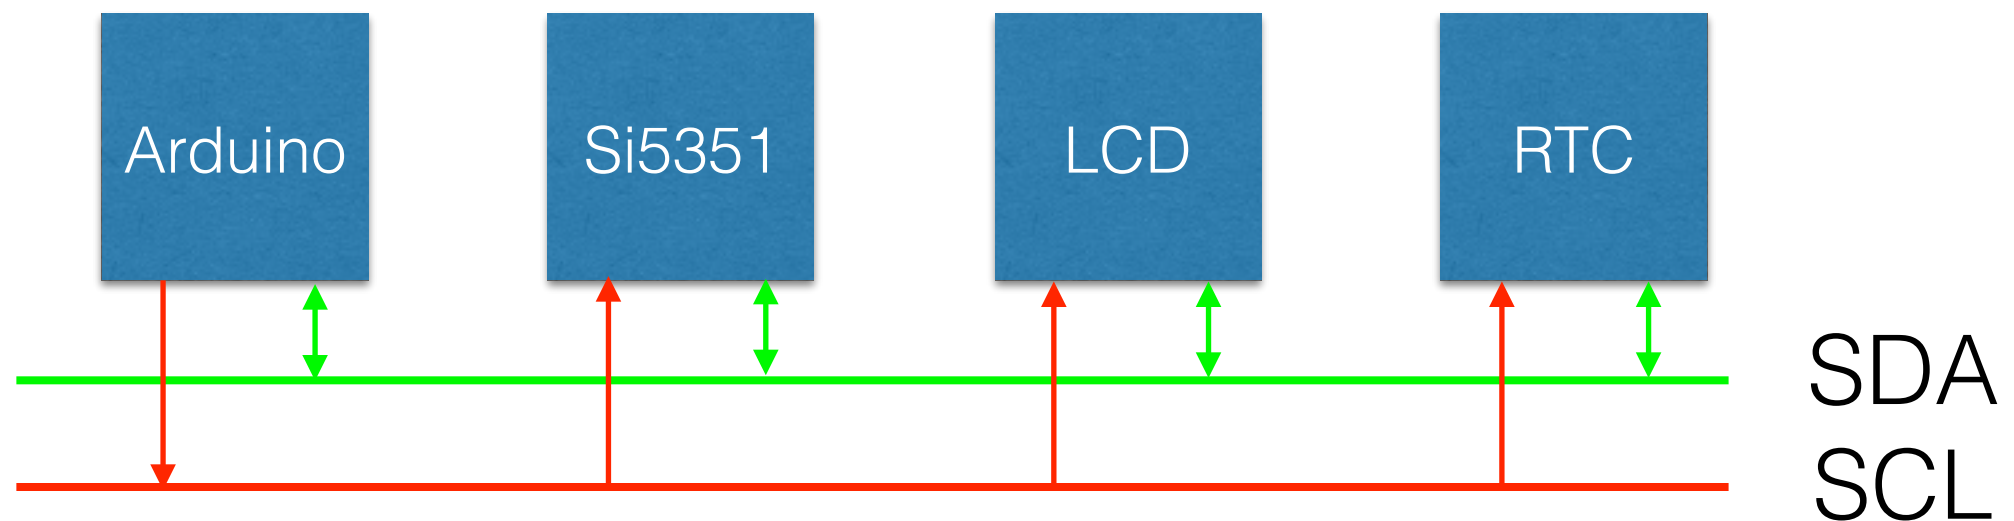 Arduino
Si5351
LCD
RTC
SDA
SCL